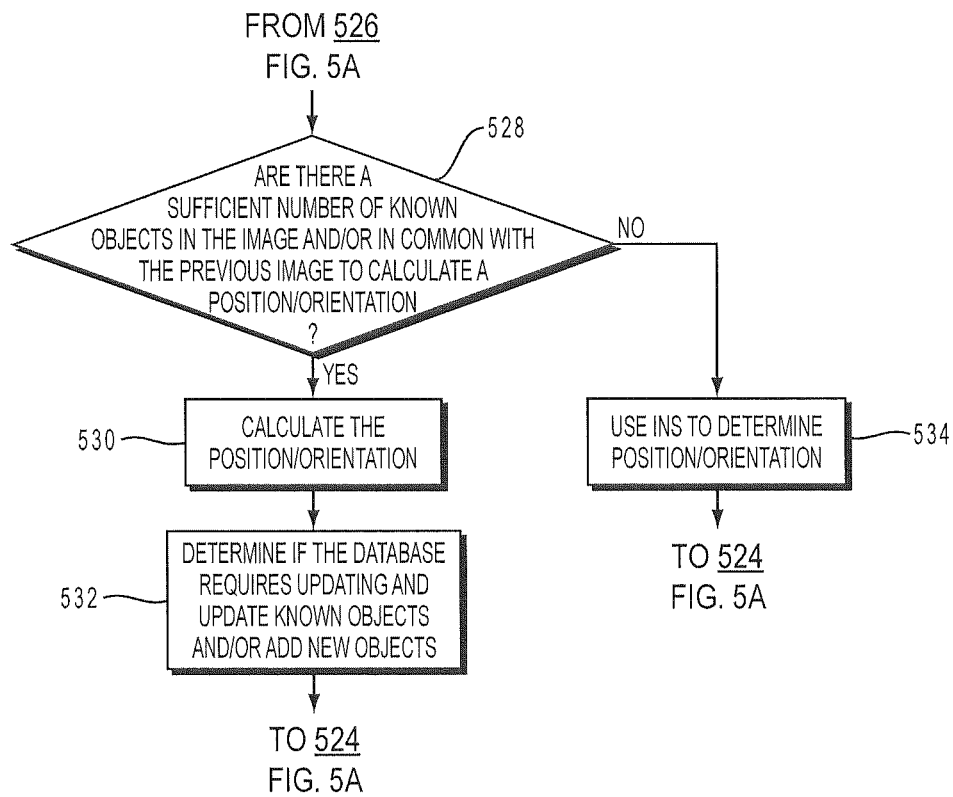 FROM 526
FIG. 5A
528
ARE THERE A
SUFFICIENT NUMBER OF KNOWN
OBJECTS IN THE IMAGE AND/OR IN COMMON WITH
THE PREVIOUS IMAGE TO CALCULATE A
POSITION/ORIENTATION
?
NO
YES
530
CALCULATE THE
POSITION/ORIENTATION
USE INS TO DETERMINE
POSITION/ORIENTATION
534
532
DETERMINE IF THE DATABASE
REQUIRES UPDATING AND
UPDATE KNOWN OBJECTS
AND/OR ADD NEW OBJECTS
TO 524
FIG. 5A
TO 524
FIG. 5A